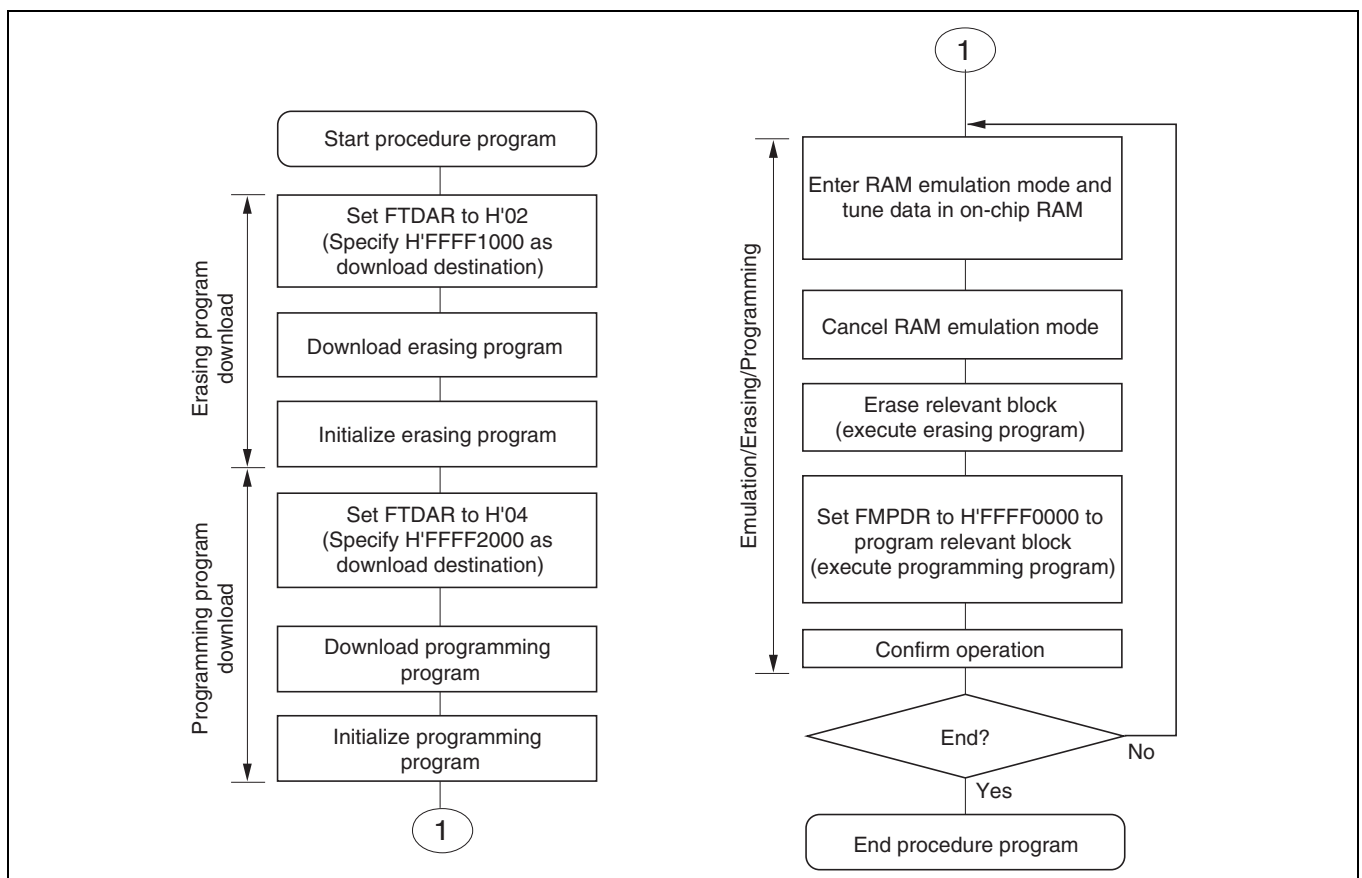 Start procedure program
Erasing program
download
Set FTDAR to H'02
(Specify H'FFFF1000 as
download destination)
Download erasing program
Initialize erasing program
Programming program
download
Set FTDAR to H'04
(Specify H'FFFF2000 as
download destination)
Download programming
program
Initialize programming
program
1
1
Emulation/Erasing/Programming
Enter RAM emulation mode and
tune data in on-chip RAM
Cancel RAM emulation mode
Erase relevant block
(execute erasing program)
Set FMPDR to H'FFFF0000 to
program relevant block
(execute programming program)
Confirm operation
End?
No
Yes
End procedure program